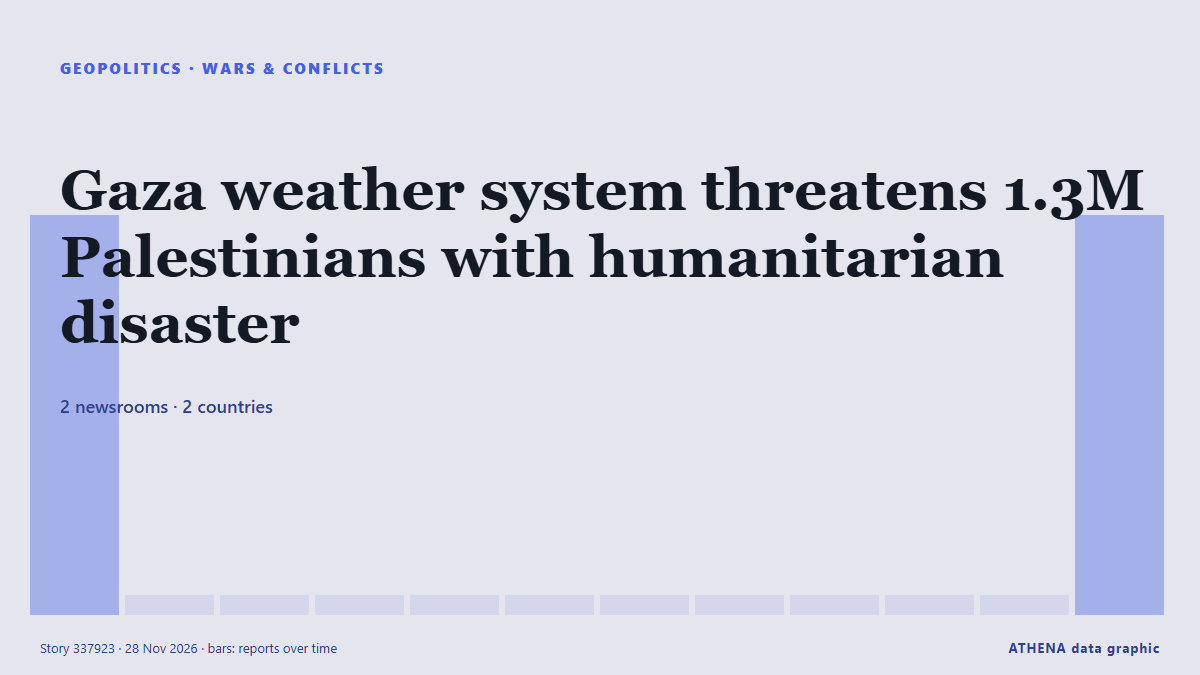 GEOPOLITICS · WARS & CONFLICTS
Gaza weather system threatens 1.3M
Palestinians with humanitarian
disaster
2 newsrooms · 2 countries
Story 337923 · 28 Nov 2026 · bars: reports over time
ATHENA data graphic